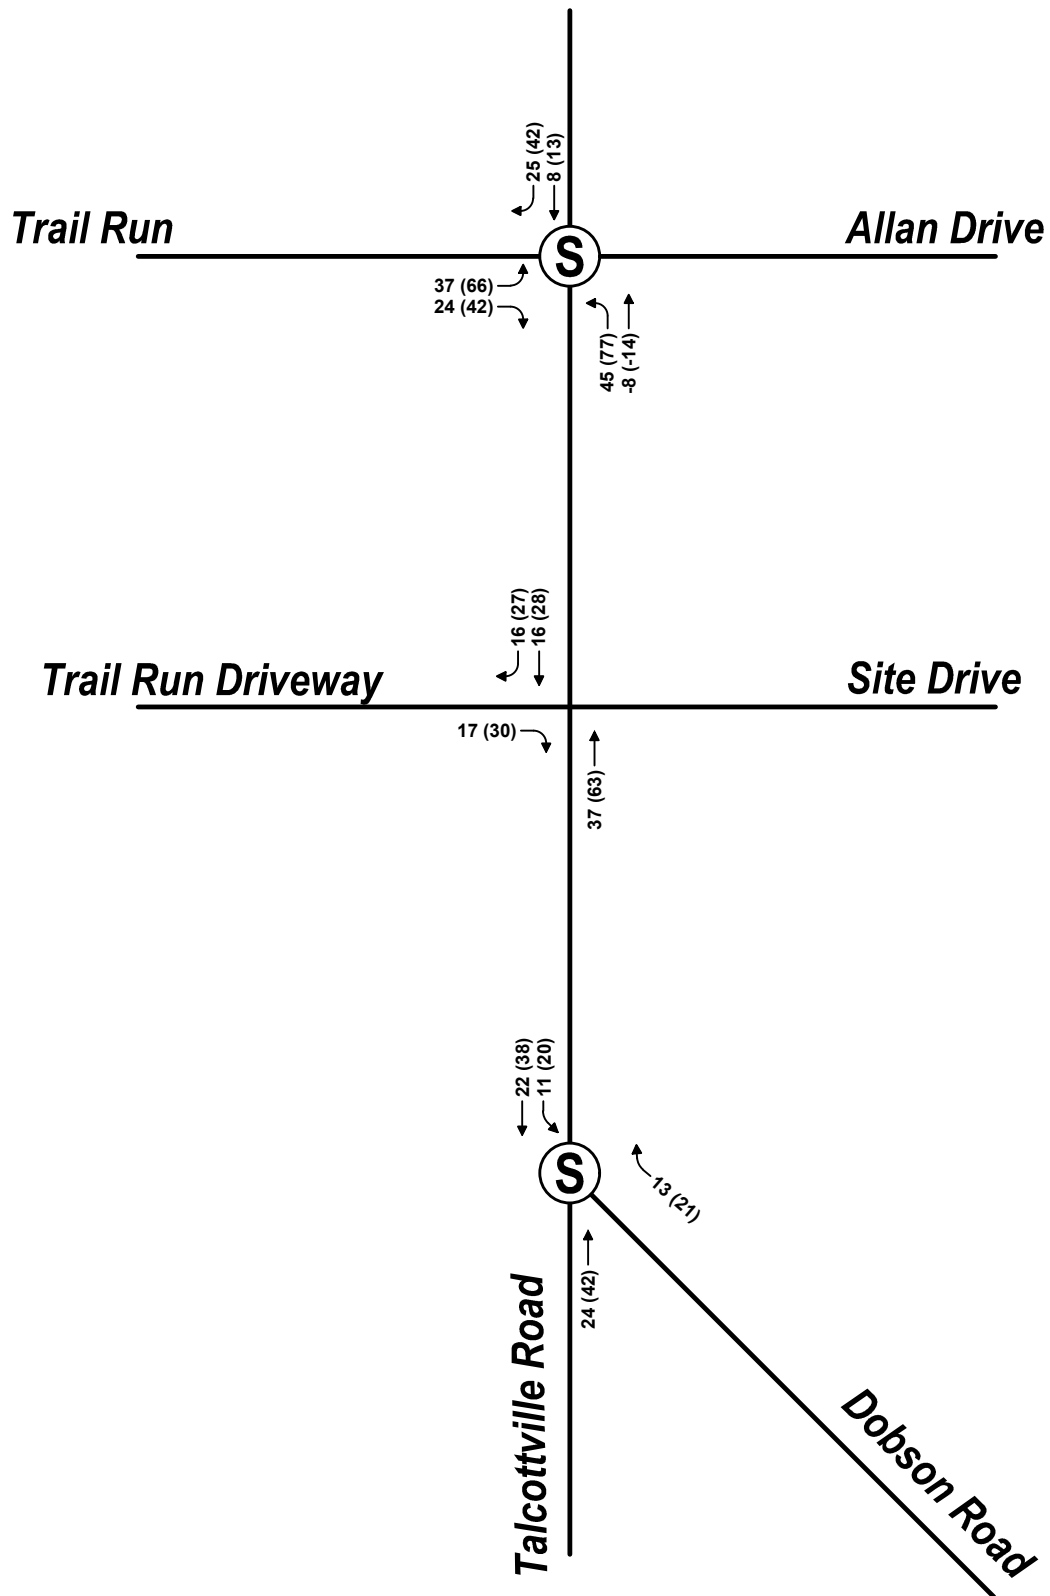 25 (42)
8 (13)
Trail Run
S
Allan Drive
37 (66)
24 (42)
45 (77)
-8 (-14)
16 (27)
16 (28)
Trail Run Driveway
Site Drive
17 (30)
37 (63)
22 (38)
11 (20)
S
13 (21)
24 (42)
Talcottville Road
Dobson Road